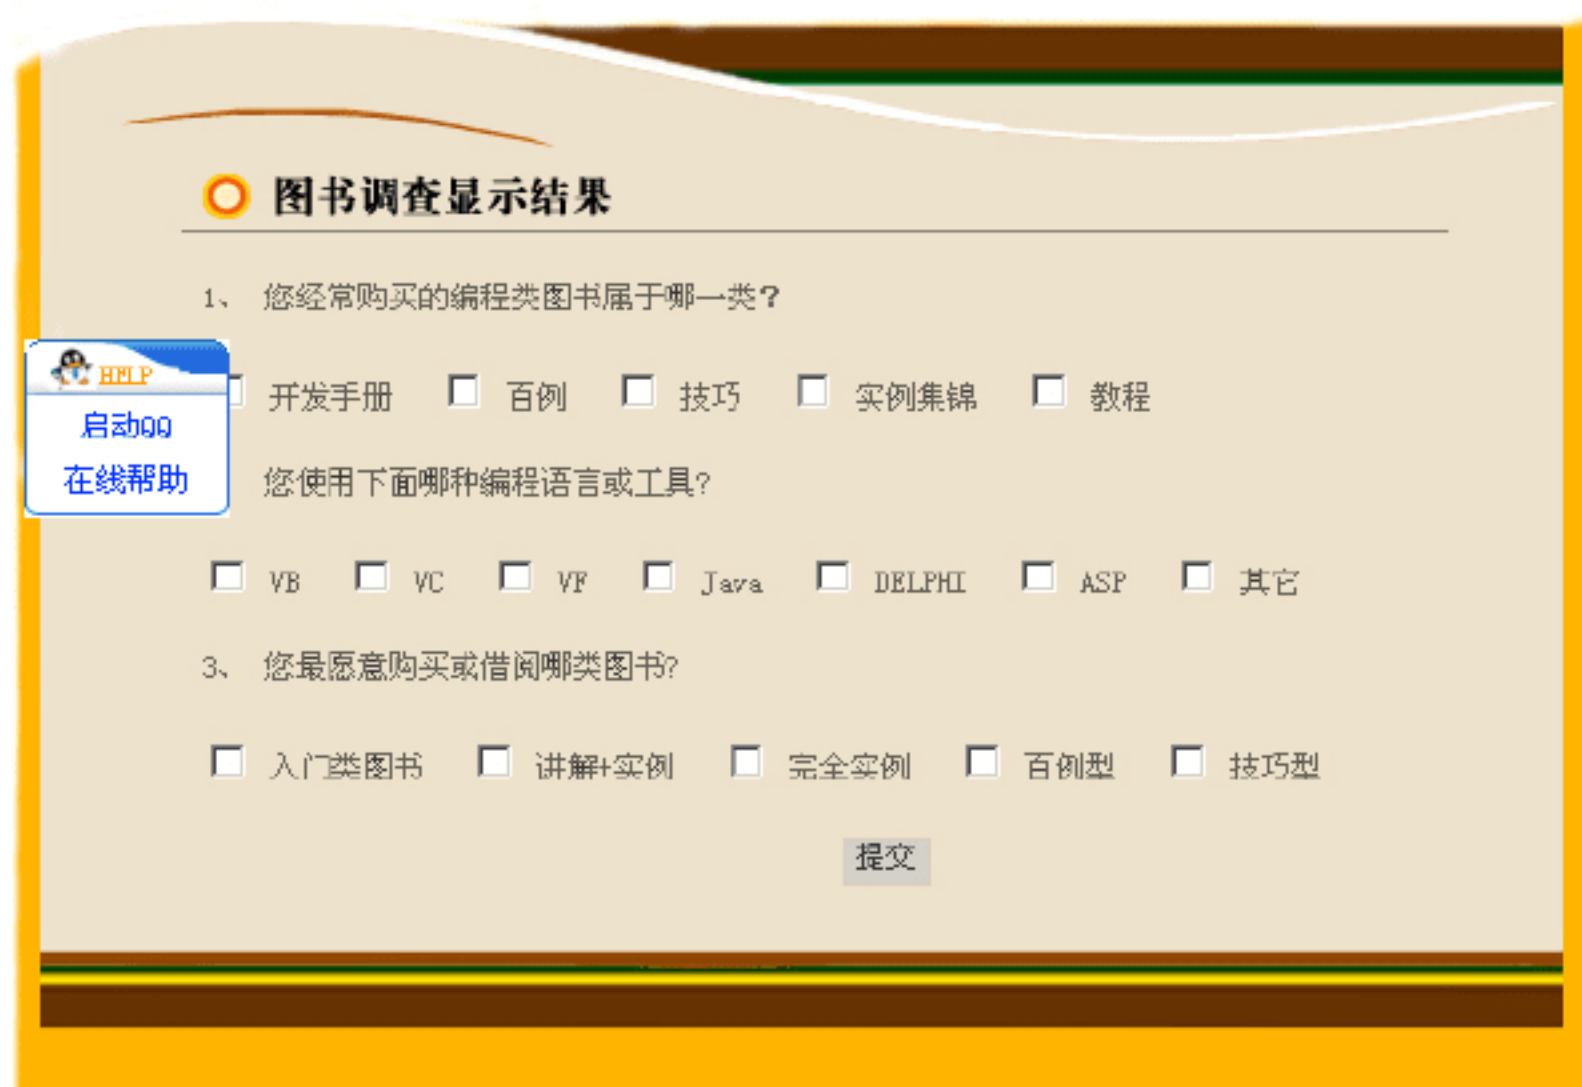 图书调查显示结果
1、 您经常购买的编程类图书属于哪一类?
HELP
开发手册 百例 技巧 实例集锦 教程
启动QQ
在线帮助
您使用下面哪种编程语言或工具?
VB VC VF Java DELPHI ASP 其它
3、 您最愿意购买或借阅哪类图书?
入门类图书 讲解+实例 完全实例 百例型 技巧型
提交